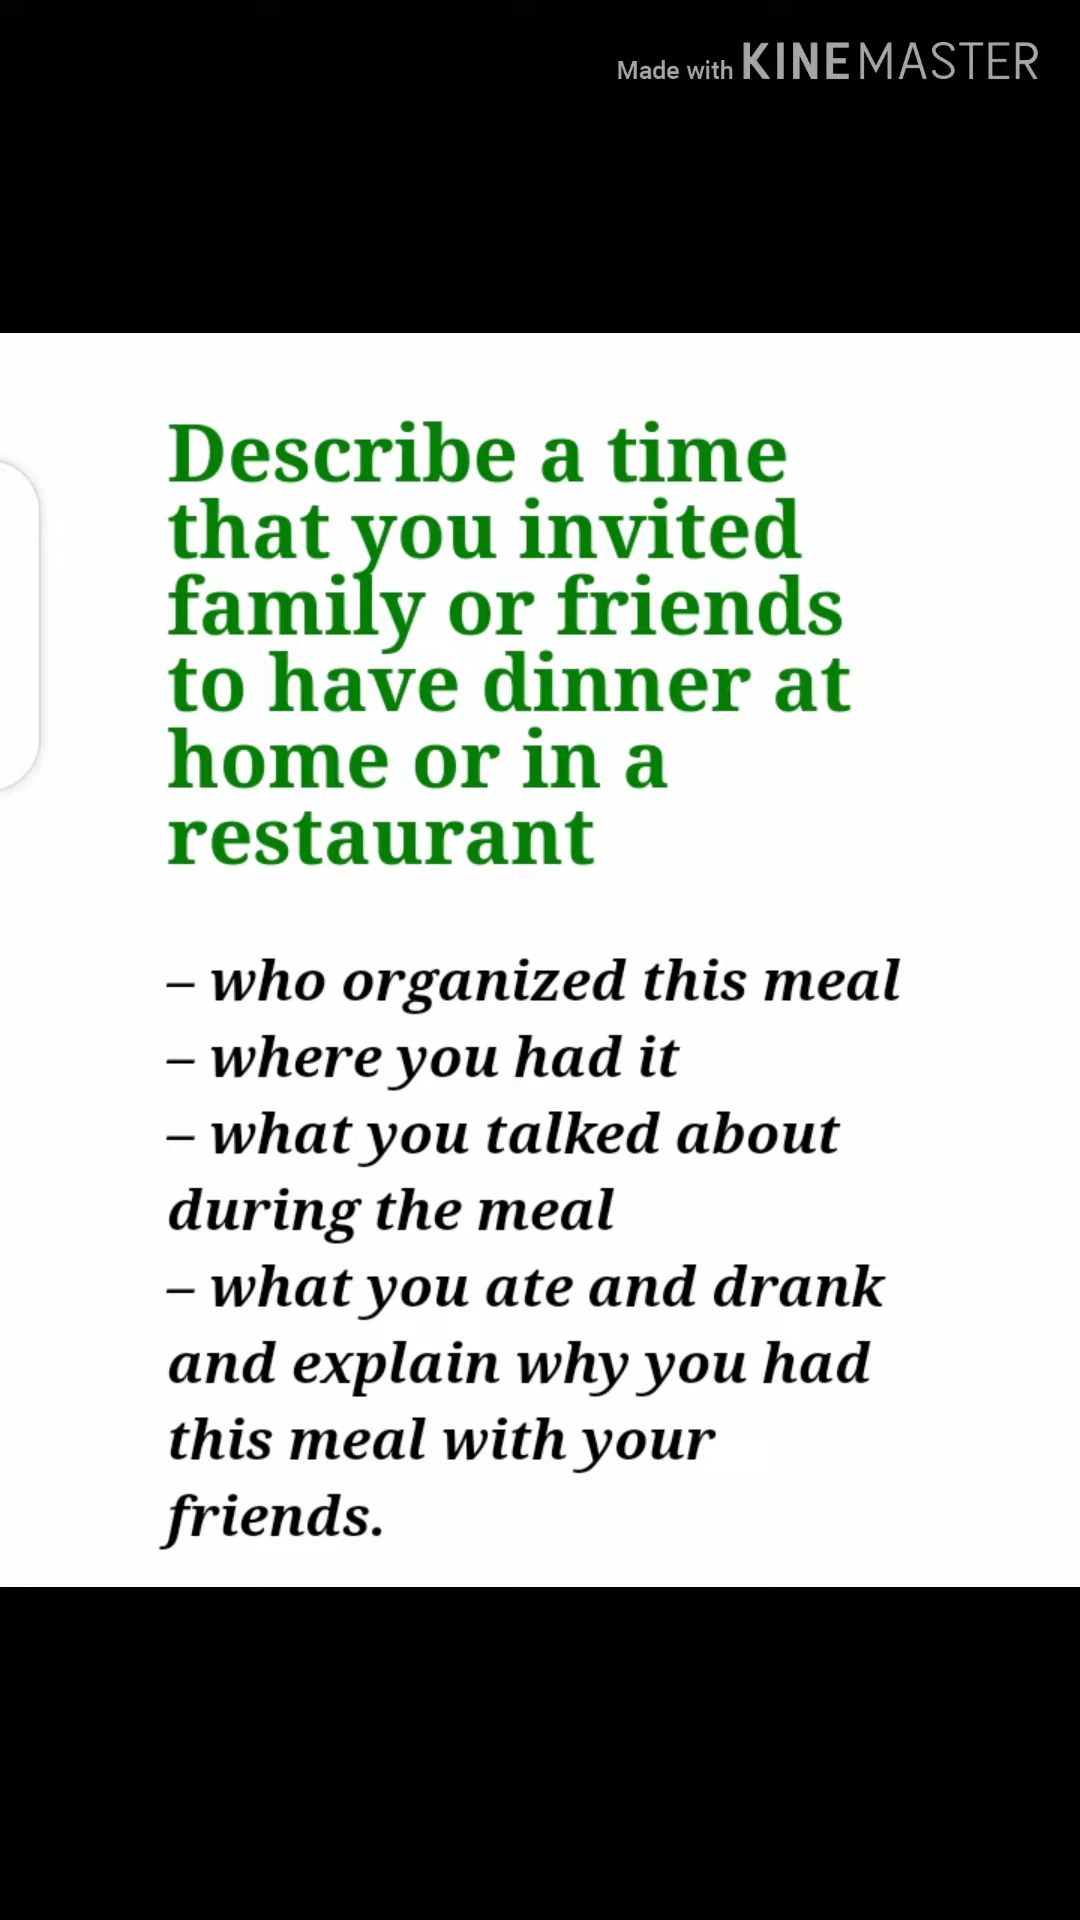 Made with KINEMASTER
Describe a time
that you invited
family or friends
to have dinner at
home or in a
restaurant
– who organized this meal
– where you had it
– what you talked about
during the meal
– what you ate and drank
and explain why you had
this meal with your
friends.